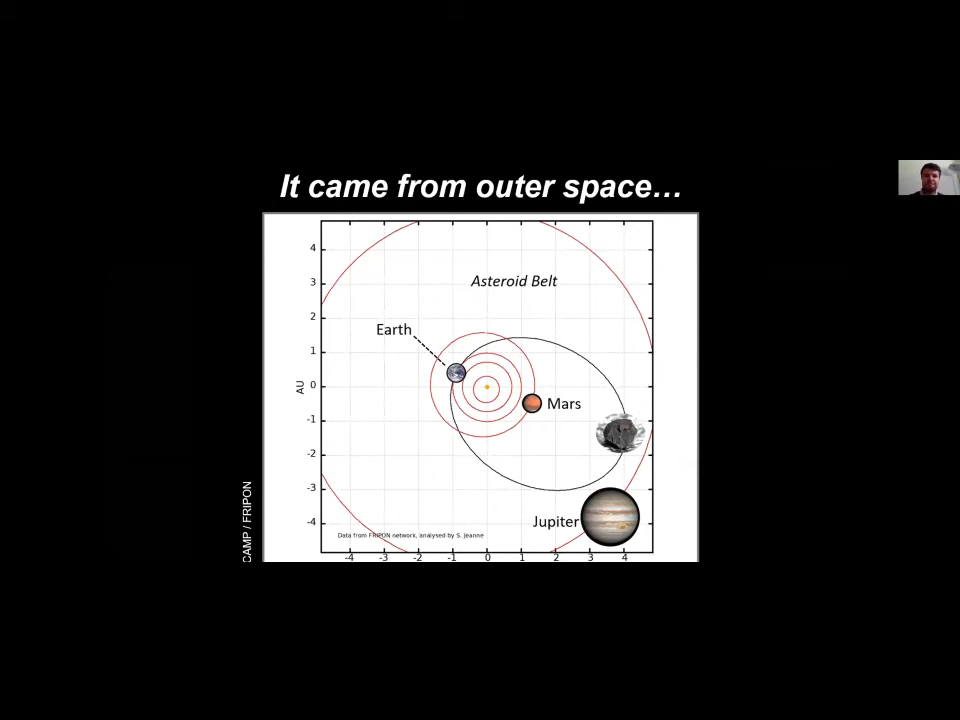 It came from outer space…
4
Asteroid Belt
3
2
Earth
1
AU
0
Mars
-1
-2
-3
Jupiter
-4
Data from FRIPON network, analysed by S. Jeanne
-4 -3 -2 -1 0 1 2 3 4
CAMP / FRIPON